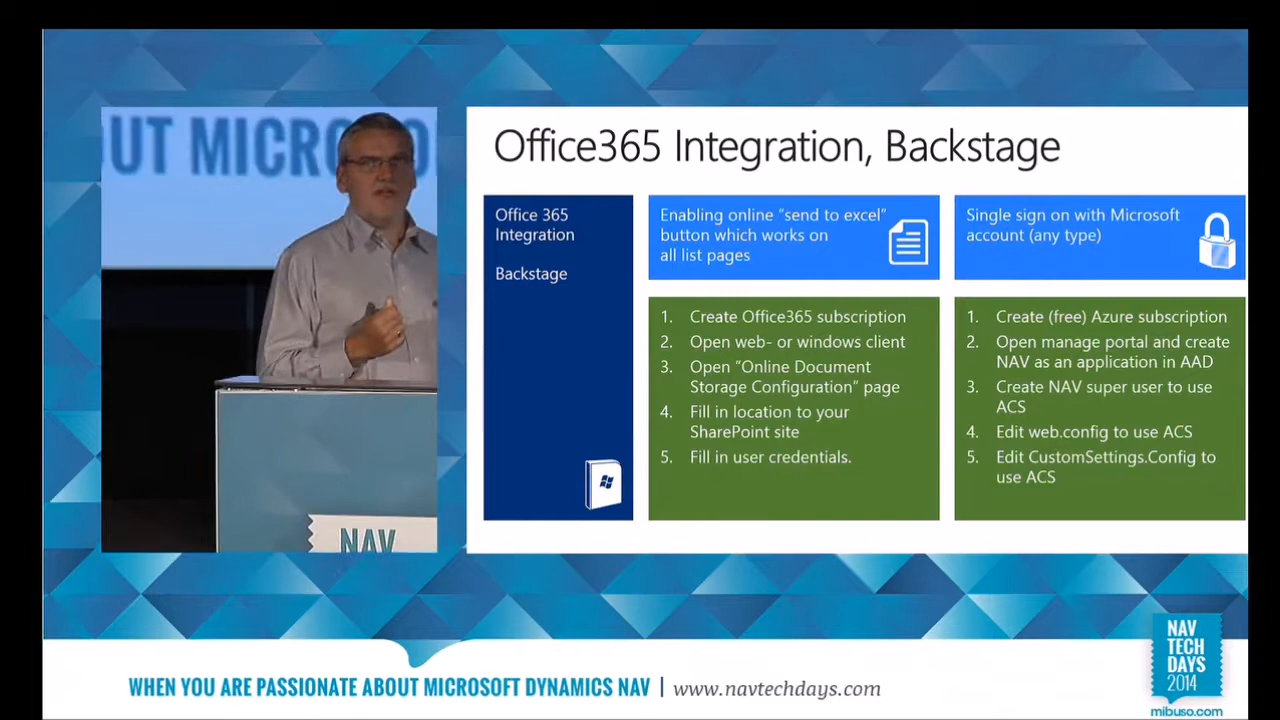 OUT MICRO
NAV
Office365 Integration, Backstage
Office 365
Integration
Backstage
Enabling online “send to excel”
button which works on
all list pages
Single sign on with Microsoft
account (any type)
1. Create Office365 subscription
2. Open web- or windows client
3. Open “Online Document
Storage Configuration” page
4. Fill in location to your
SharePoint site
5. Fill in user credentials.
1. Create (free) Azure subscription
2. Open manage portal and create
NAV as an application in AAD
3. Create NAV super user to use
ACS
4. Edit web.config to use ACS
5. Edit CustomSettings.Config to
use ACS
WHEN YOU ARE PASSIONATE ABOUT MICROSOFT DYNAMICS NAV | www.navtechdays.com
NAV
TECH
DAYS
2014
mibuso.com